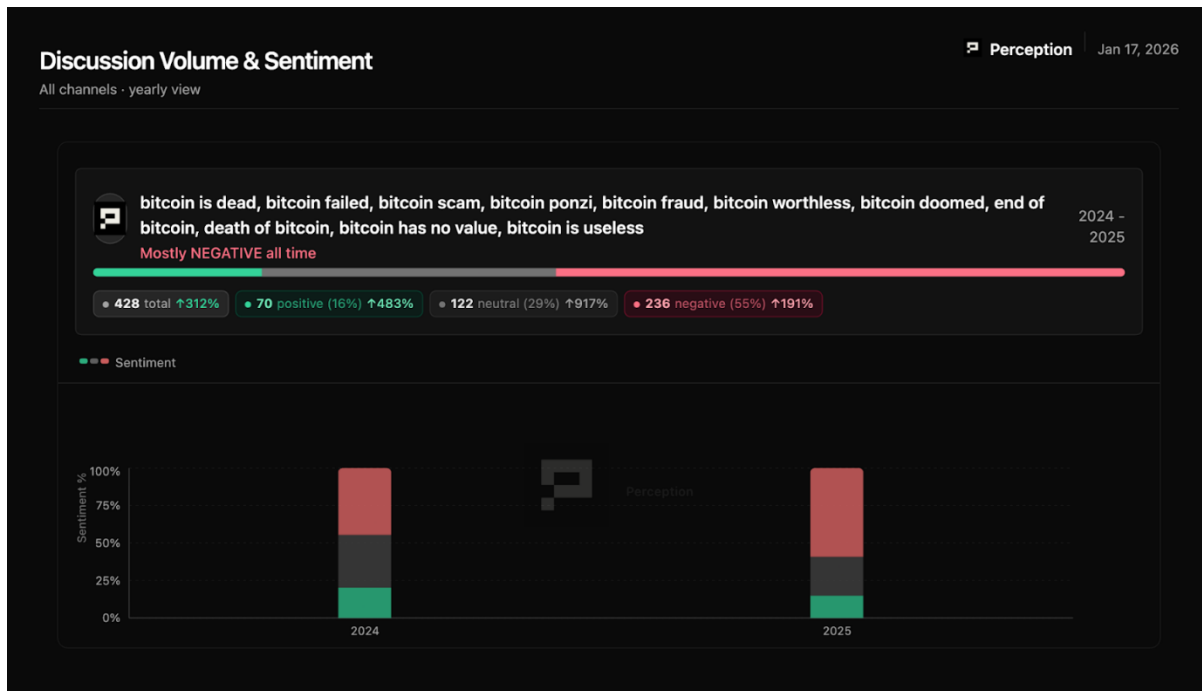 Discussion Volume & Sentiment
All channels · yearly view
Perception
Jan 17, 2026
bitcoin is dead, bitcoin failed, bitcoin scam, bitcoin ponzi, bitcoin fraud, bitcoin worthless, bitcoin doomed, end of
bitcoin, death of bitcoin, bitcoin has no value, bitcoin is useless
Mostly NEGATIVE all time
2024 -
2025
428 total ↑312%
70 positive (16%) ↑483%
122 neutral (29%) ↑917%
236 negative (55%) ↑191%
Sentiment
Sentiment %
100%
75%
50%
25%
0%
Perception
2024
2025